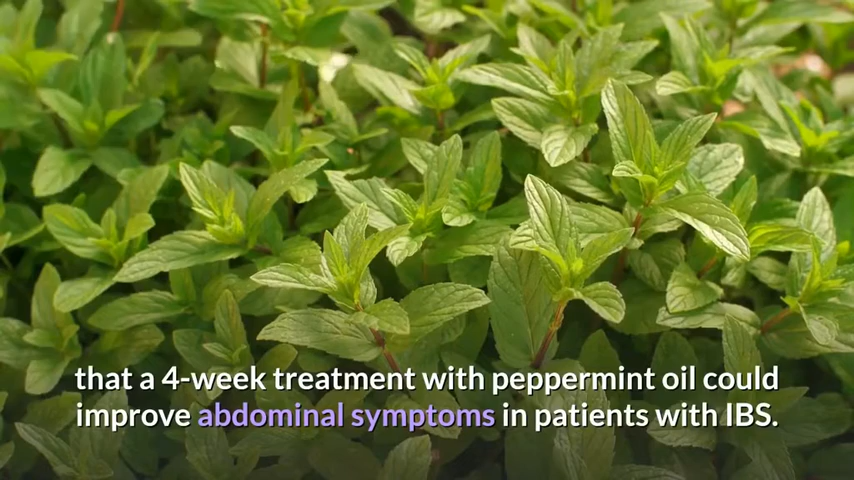 that a 4-week treatment with peppermint oil could
improve abdominal symptoms in patients with IBS.